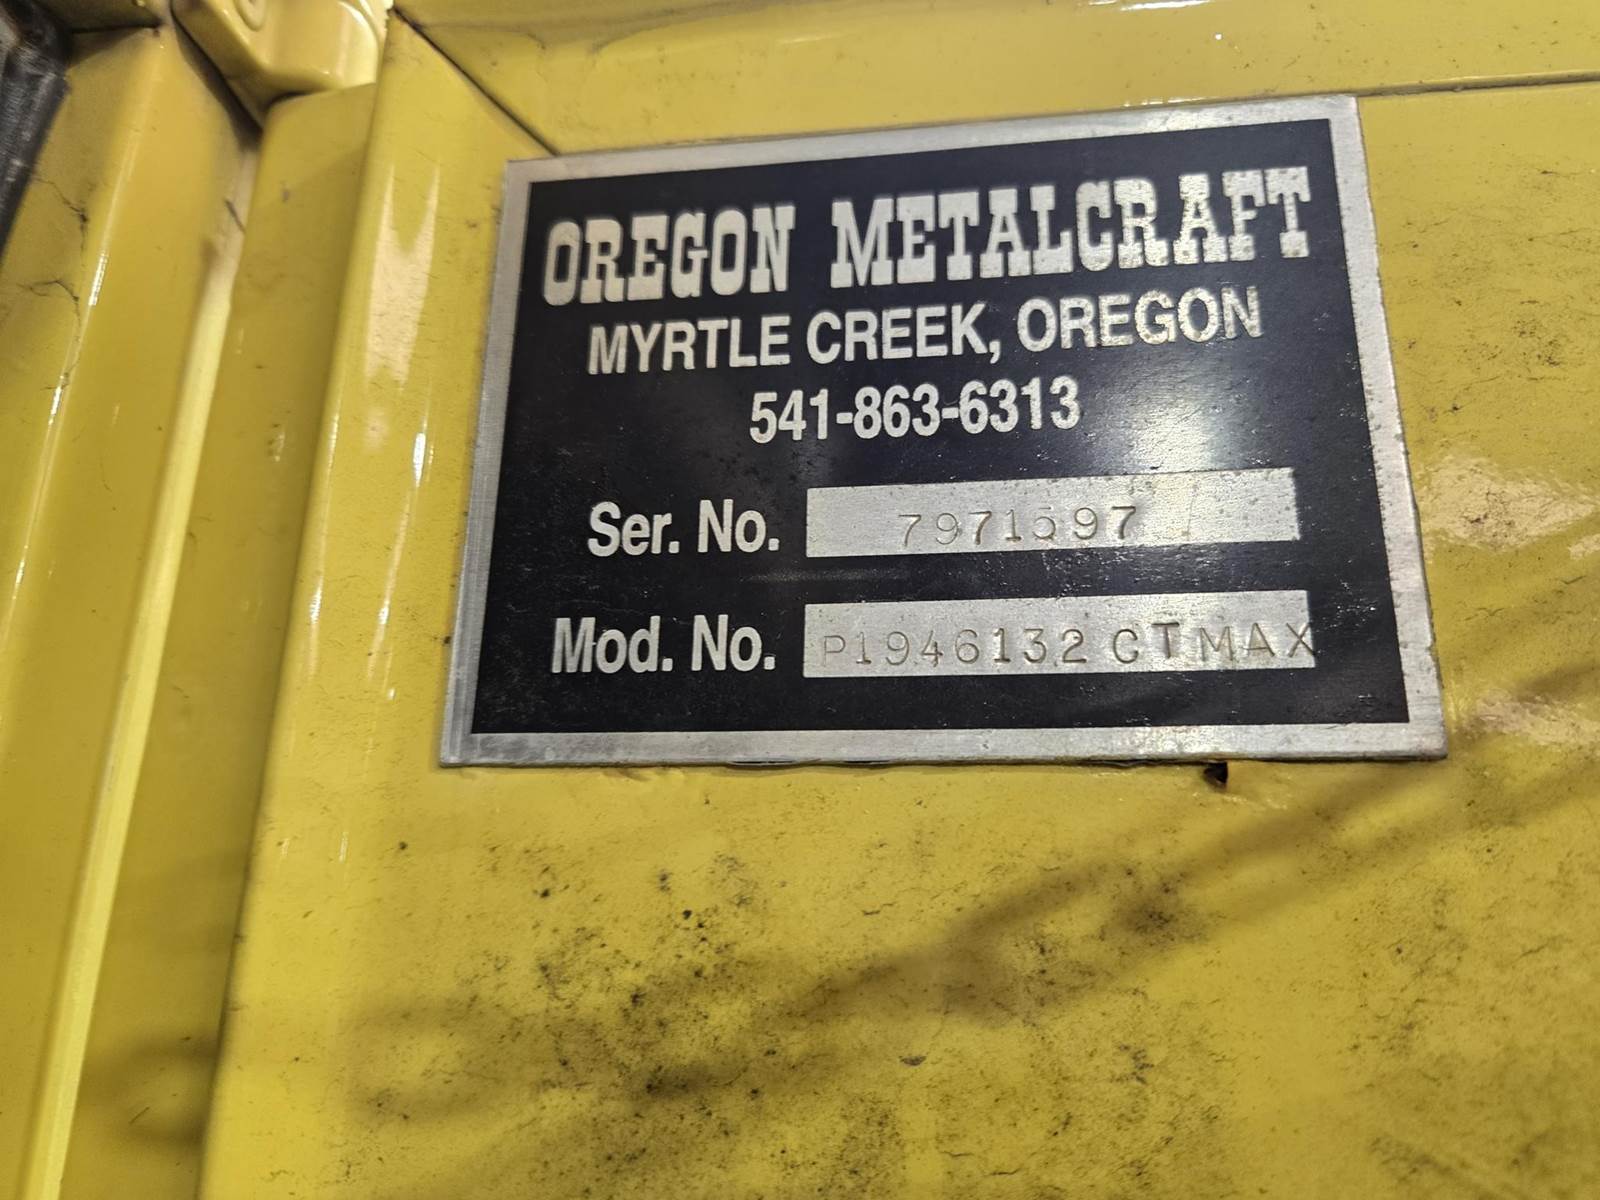 OREGON METALCRAFT
MYRTLE CREEK, OREGON
541-863-6313
Ser. No. 7971597
Mod. No. P1946132 CTMAX